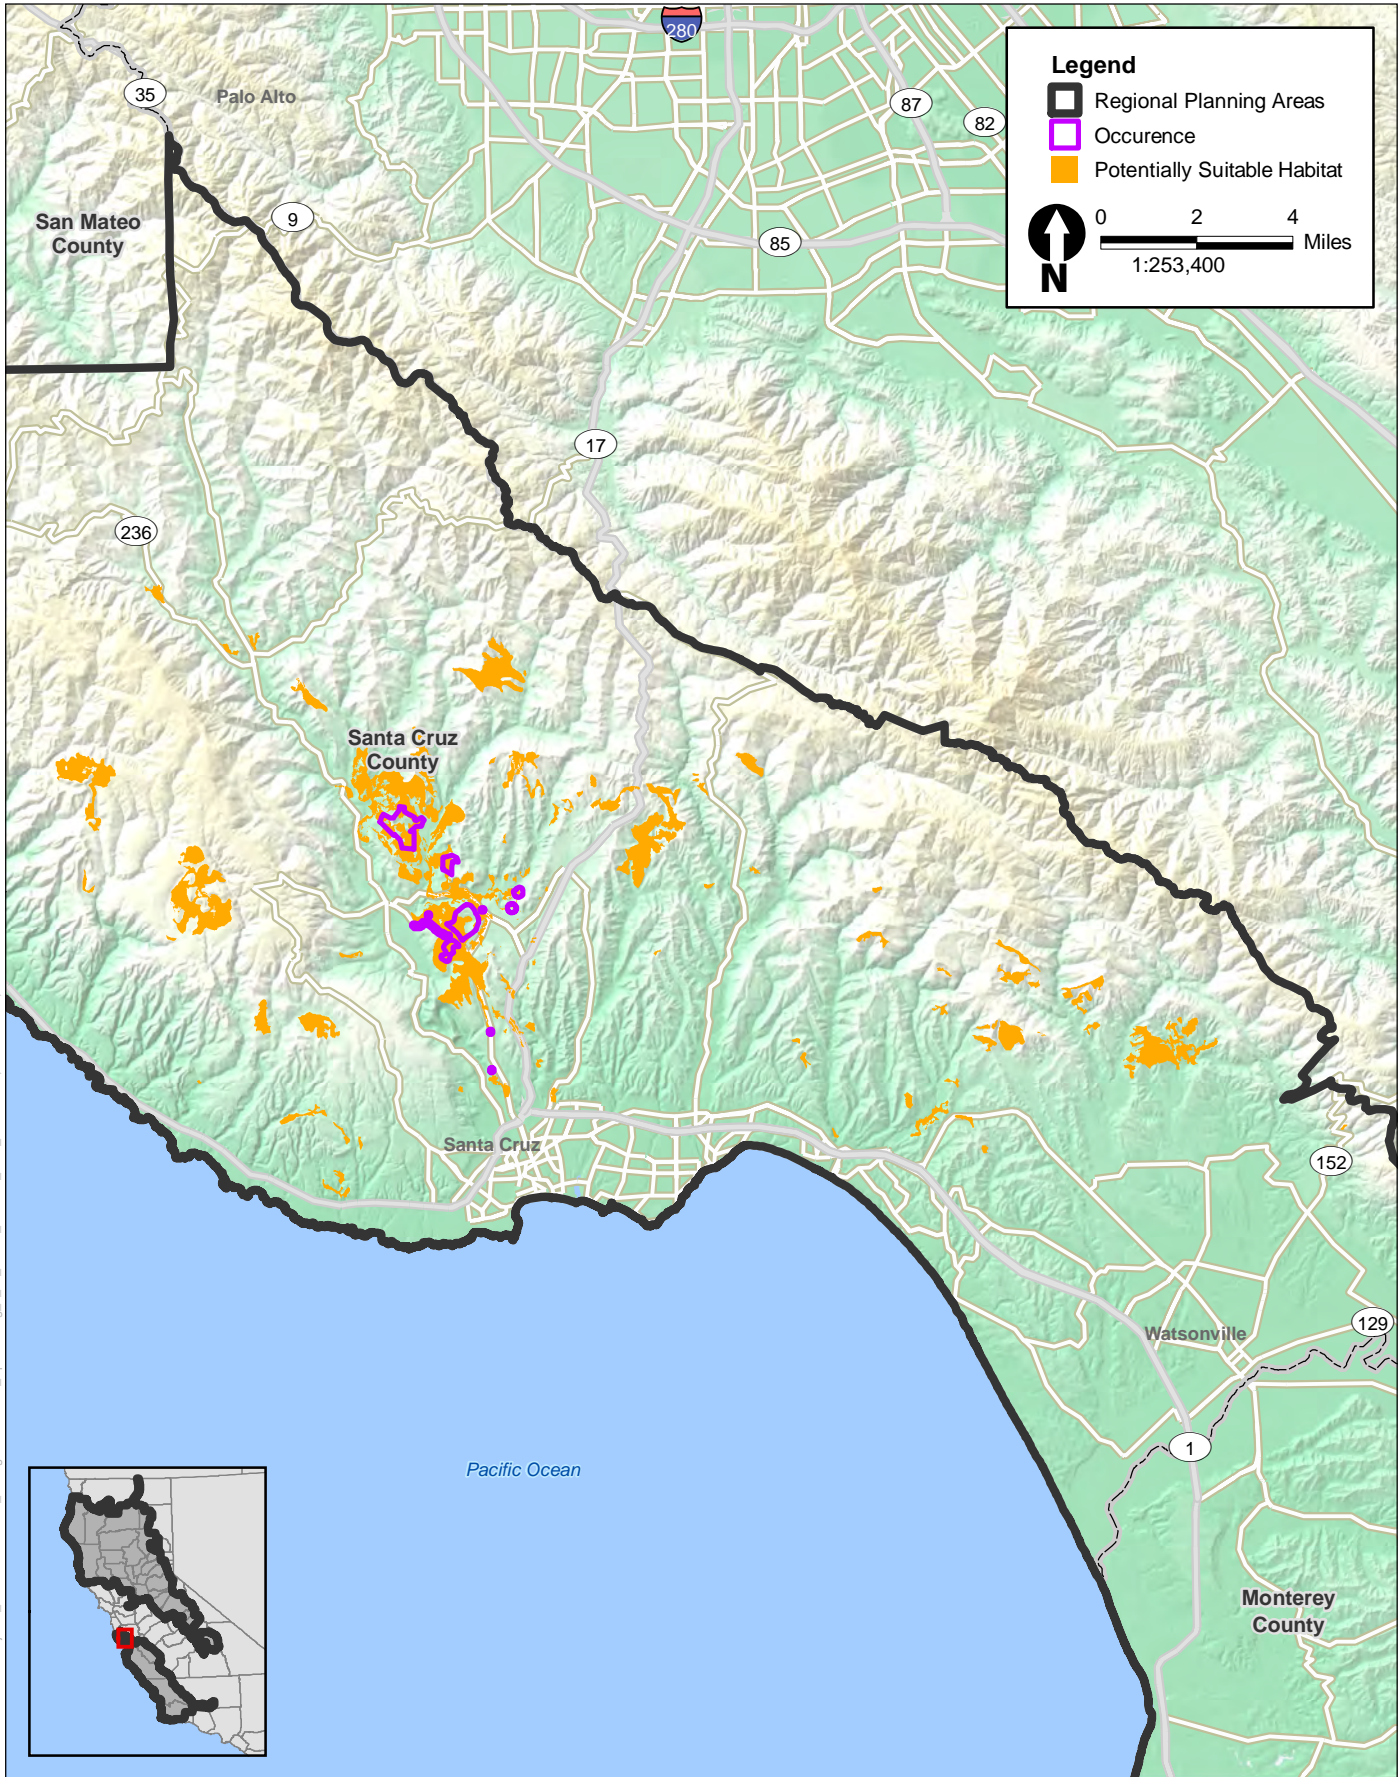 280
35
Palo Alto
87
82
Legend
Regional Planning Areas
Occurence
Potentially Suitable Habitat
0 2 4
Miles
1:253,400
N
San Mateo
County
9
85
17
236
Santa Cruz
County
Santa Cruz
152
129
Watsonville
1
Pacific Ocean
Monterey
County